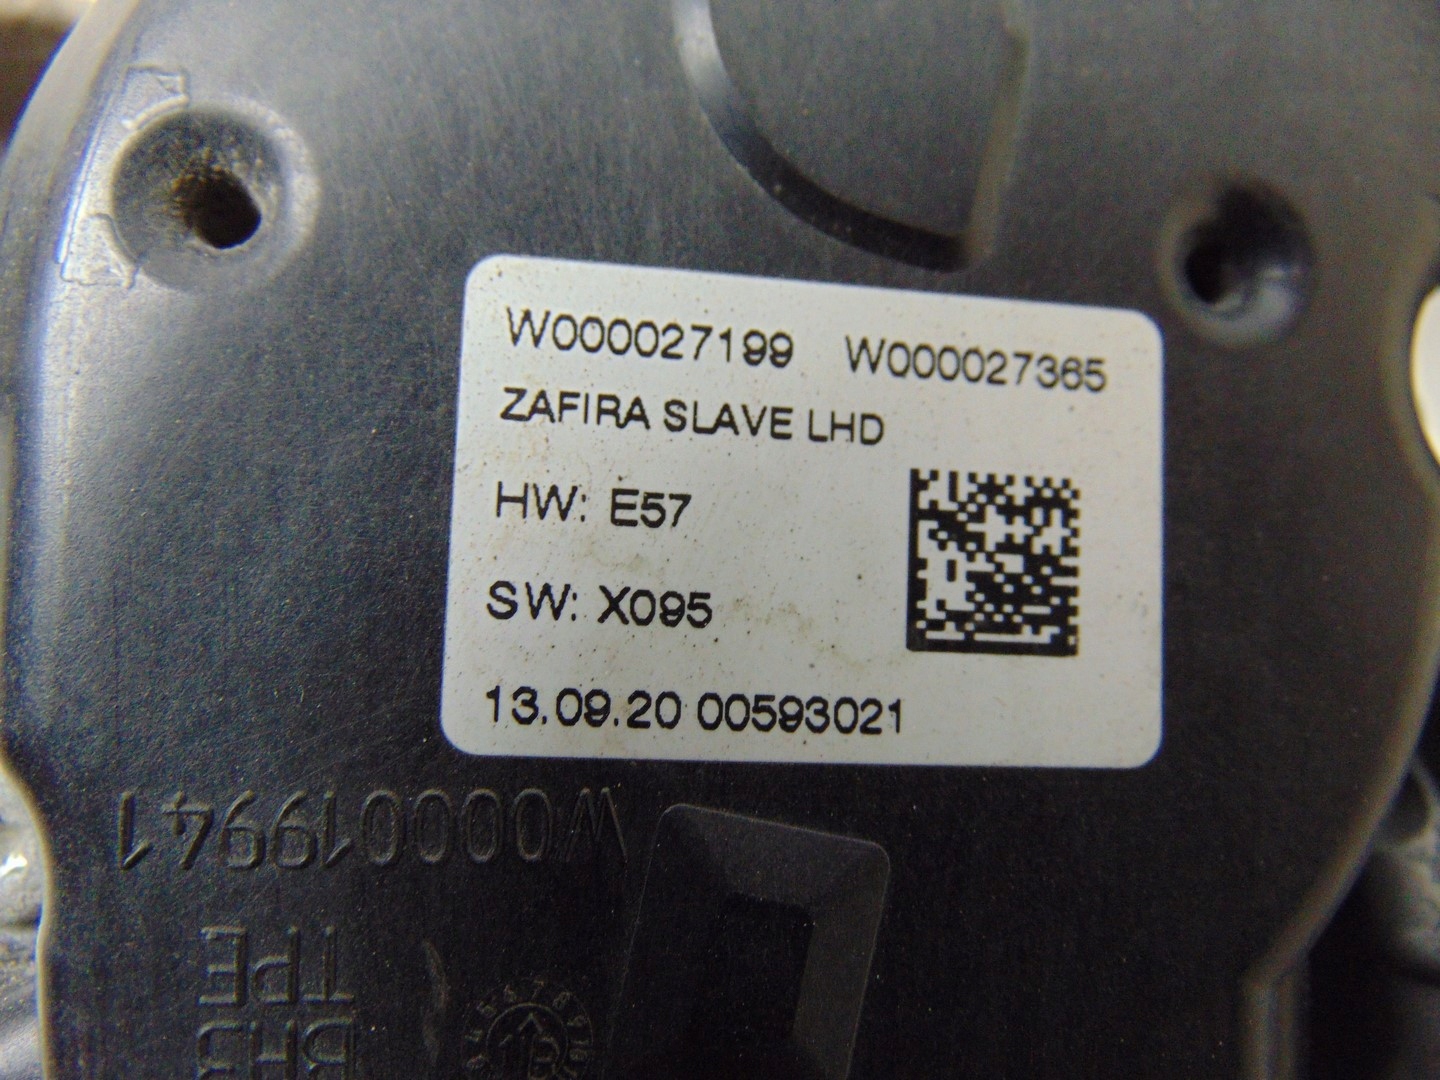 W000027199 W000027365
ZAFIRA SLAVE LHD
HW: E57
SW: X095
13.09.20 00593021
W000019941
TPE